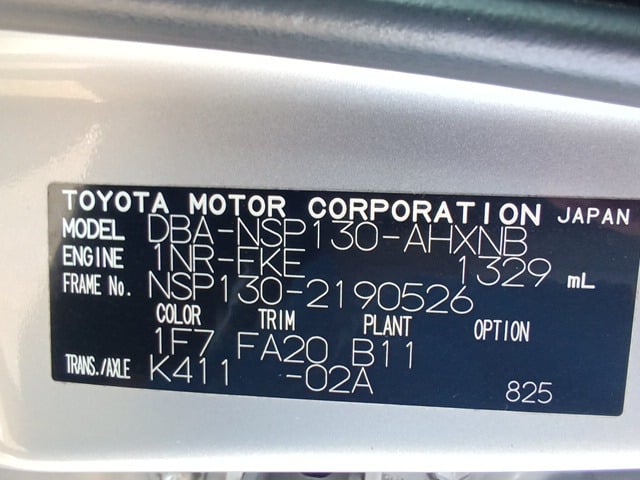 TOYOTA MOTOR CORPORATION JAPAN
MODEL DBA-NSP130-AHXNB
ENGINE 1NR-FKE 1329 mL
FRAME No. NSP130-2190526
COLOR TRIM PLANT OPTION
1F7 FA20 B11
TRANS./AXLE K411 -02A 825